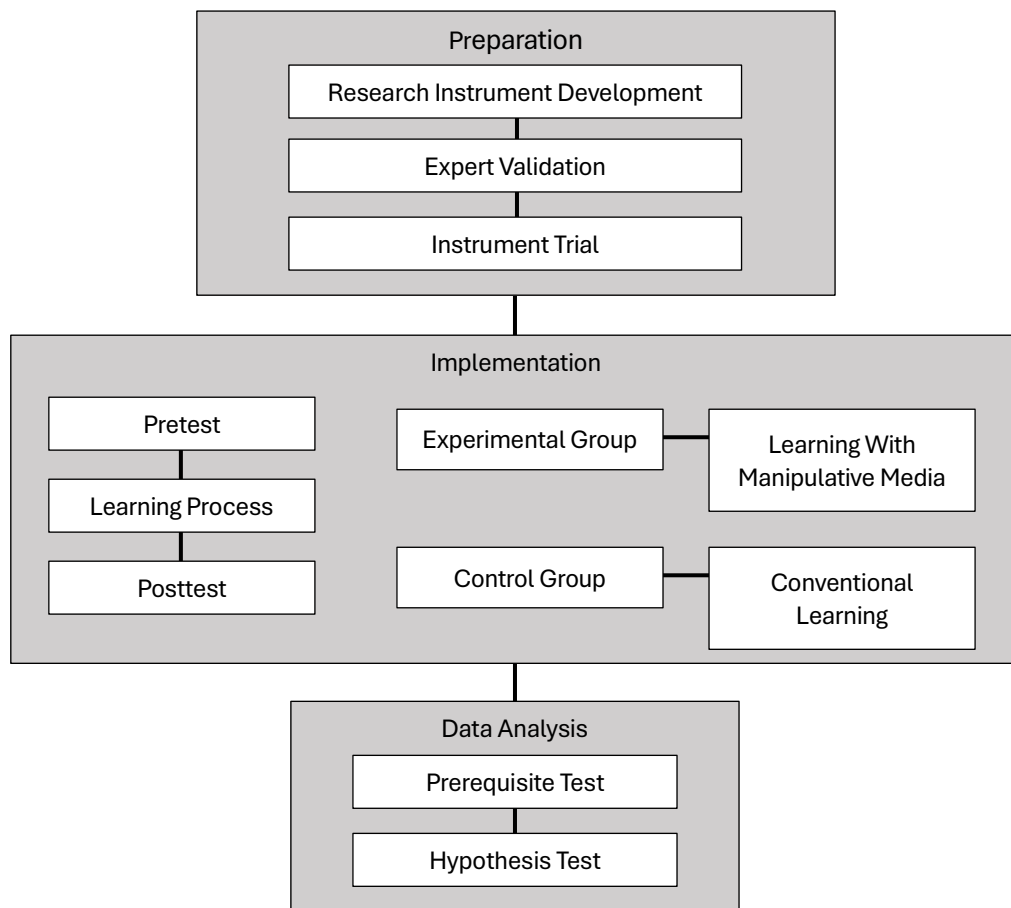 Preparation
Research Instrument Development
Expert Validation
Instrument Trial
Implementation
Pretest
Learning Process
Posttest
Experimental Group
Learning With
Manipulative Media
Control Group
Conventional
Learning
Data Analysis
Prerequisite Test
Hypothesis Test